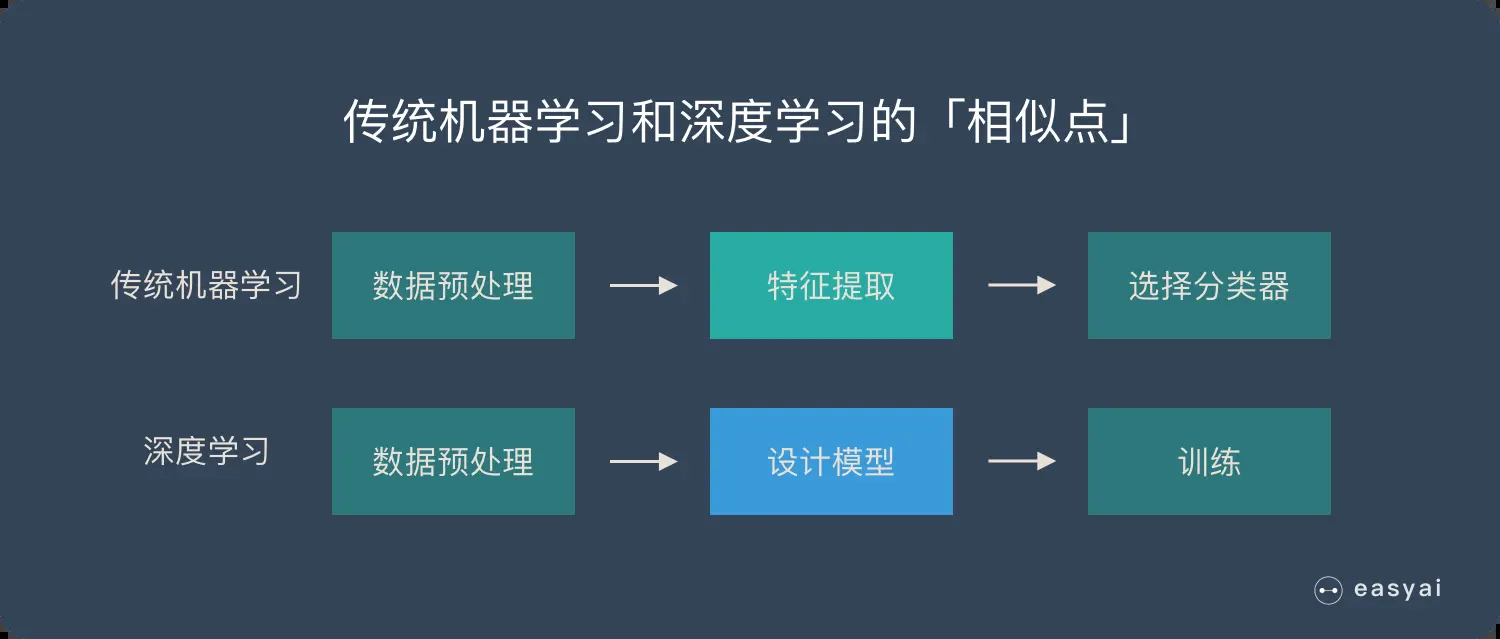 传统机器学习和深度学习的「相似点」
传统机器学习 数据预处理 特征提取 选择分类器
深度学习 数据预处理 设计模型 训练
easyai